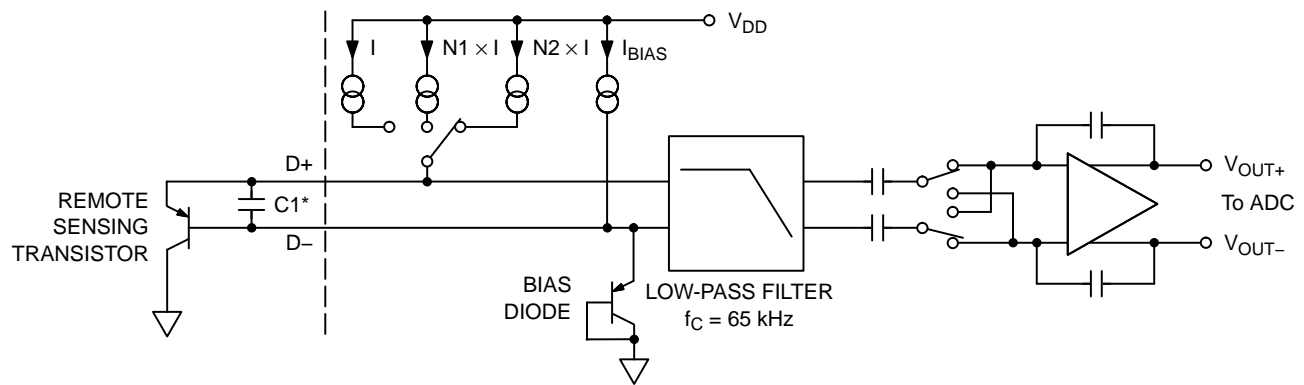 V_DD
I N1 × I N2 × I I_BIAS
D+
REMOTE
SENSING
TRANSISTOR
C1*
D−
BIAS
DIODE
LOW-PASS FILTER
f_C = 65 kHz
V_OUT+
To ADC
V_OUT−